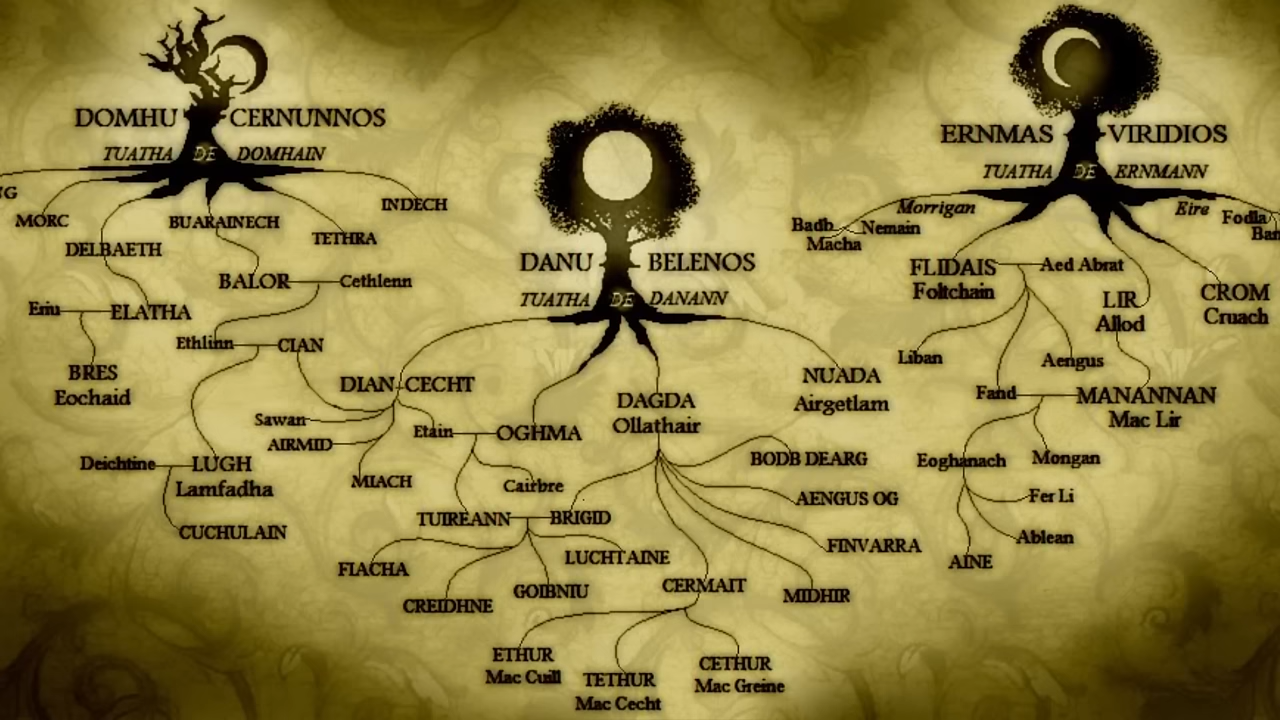 DOMHU CERNUNNOS
TUATHA DE DOMHAIN
MORC
DELBAETH
BUARAINECH
TETHRA
INDECH
BALOR Cethlenn
Eriu ELATHA
Ethlinn CIAN
BRES
Eochaid
Deichtine LUGH
Lamfadha
CUCHULAIN
DANU BELENOS
TUATHA DE DANANN
DIAN CECHT
Sawan
AIRMID
MIACH
Etain OGHMA
Cairbre
DAGDA
Ollathair
NUADA
Airgetlam
BODB DEARG
AENGUS OG
FINVARRA
MIDHIR
CERMAIT
TUIREANN BRIGID
FIACHA
CREIDHNE
GOIBNIU
LUCHTAINE
ETHUR
Mac Cuill
TETHUR
Mac Cecht
CETHUR
Mac Greine
ERNMAS VIRIDIOS
TUATHA DE ERNMANN
Morrigan
Badb
Nemain
Macha
Eire
Fodla
FLIDAIS Aed Abrat
Foltchain
LIR
Allod
CROM
Cruach
Liban
Aengus
Fand MANANNAN
Mac Lir
Eoghanach
Mongan
Fer Li
Ablean
AINE